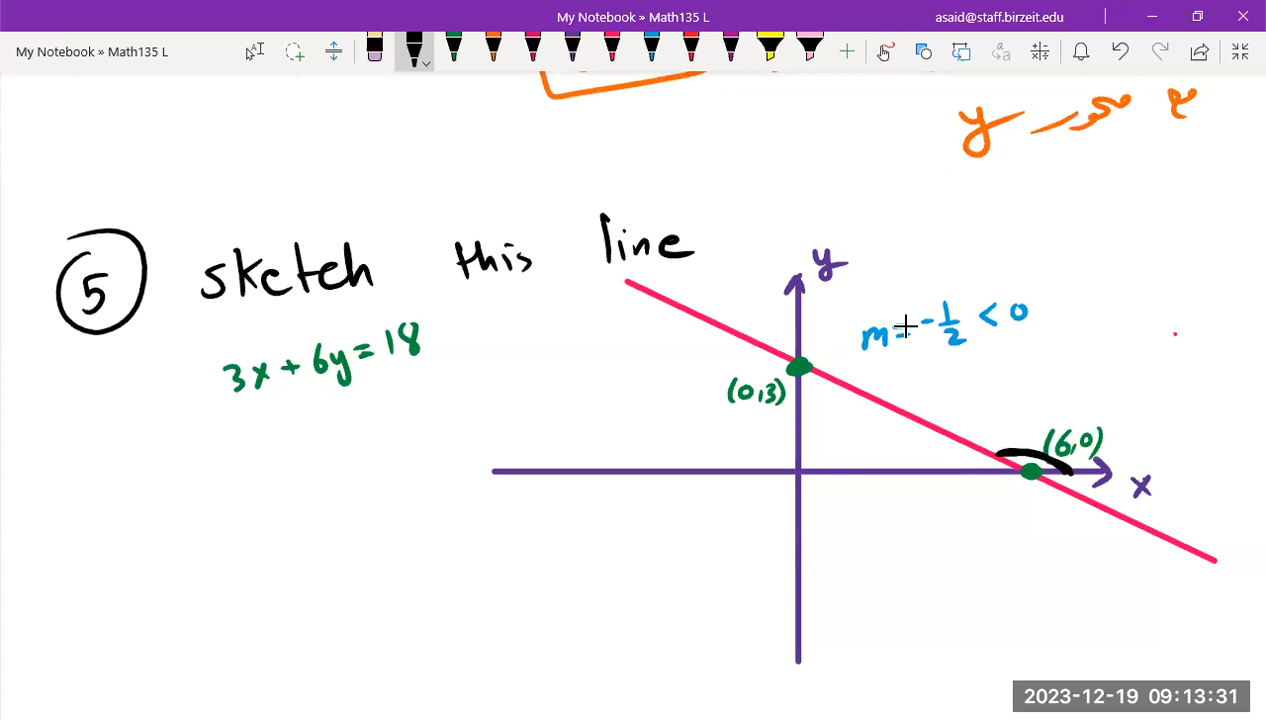 My Notebook » Math135 L
asaid@staff.birzeit.edu
My Notebook » Math135 L
y
5 sketch this line
3x + 6y = 18
y
m = -1/2 < 0
(0,3)
(6,0)
x
2023-12-19 09:13:31